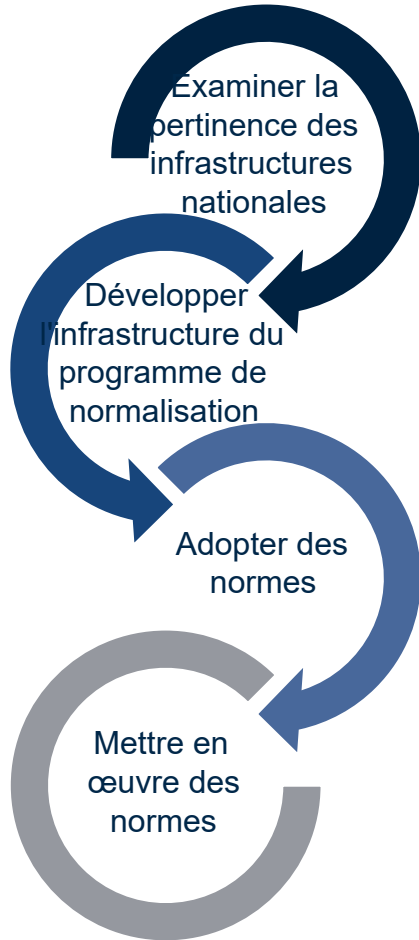 Examiner la
pertinence des
infrastructures
nationales
Développer
l'infrastructure du
programme de
normalisation
Adopter des
normes
Mettre en
œuvre des
normes